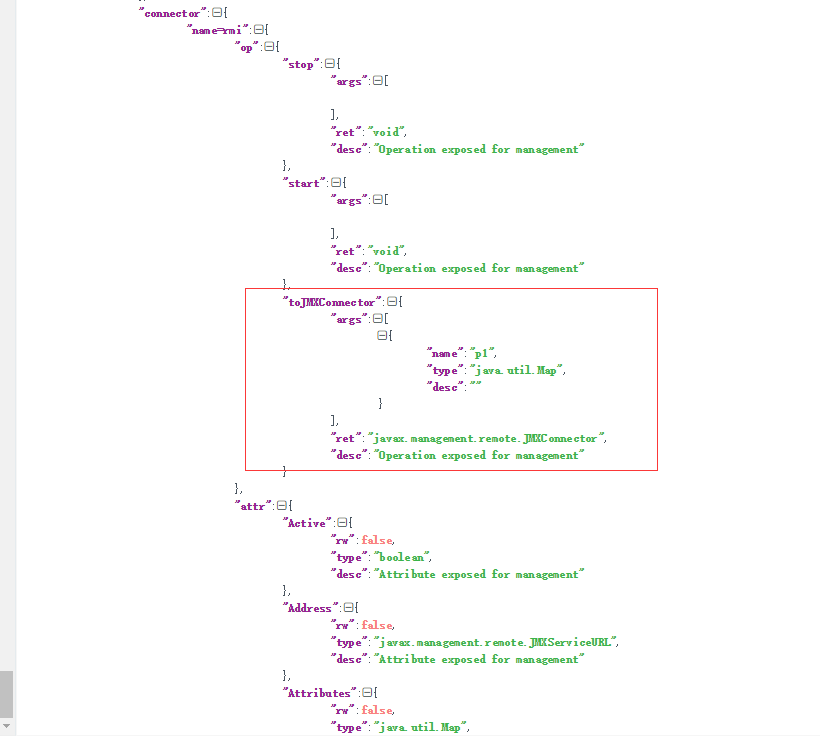 "connector":{
"name=rmi":{
"op":{
"stop":{
"args":[
],
"ret":"void",
"desc":"Operation exposed for management"
},
"start":{
"args":[
],
"ret":"void",
"desc":"Operation exposed for management"
},
"toJMXConnector":{
"args":[
{
"name":"p1",
"type":"java.util.Map",
"desc":""
}
],
"ret":"javax.management.remote.JMXConnector",
"desc":"Operation exposed for management"
}
},
"attr":{
"Active":{
"rw":false,
"type":"boolean",
"desc":"Attribute exposed for management"
},
"Address":{
"rw":false,
"type":"javax.management.remote.JMXServiceURL",
"desc":"Attribute exposed for management"
},
"Attributes":{
"rw":false,
"type":"java.util.Map",